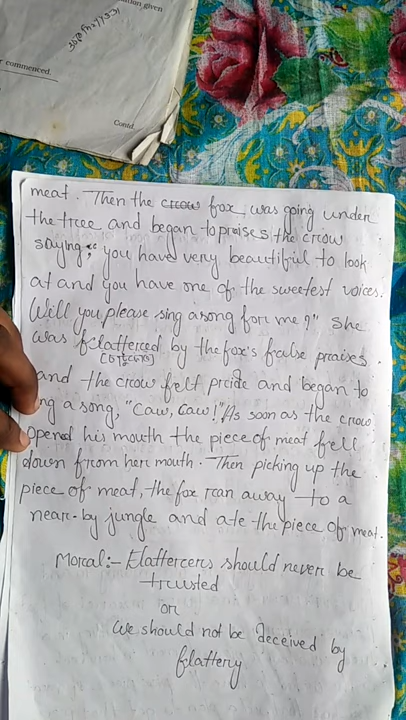 ation given
r commenced.
Contd.
meat. Then the crow fox was going under
the tree and began to praises the crow
saying, "you have very beautiful to look
at and you have one of the sweetest voices.
Will you please sing a song for me?" she
was flattered by the fox's false praises.
and the crow felt pride and began to
ng a song, "Caw, Caw!" As soon as the crow
opened his mouth the piece of meat fell
down from her mouth. Then picking up the
piece of meat, the fox ran away to a
near-by jungle and ate the piece of meat.
Moral:- Flatterers should never be
trusted
or
We should not be deceived by
flattery